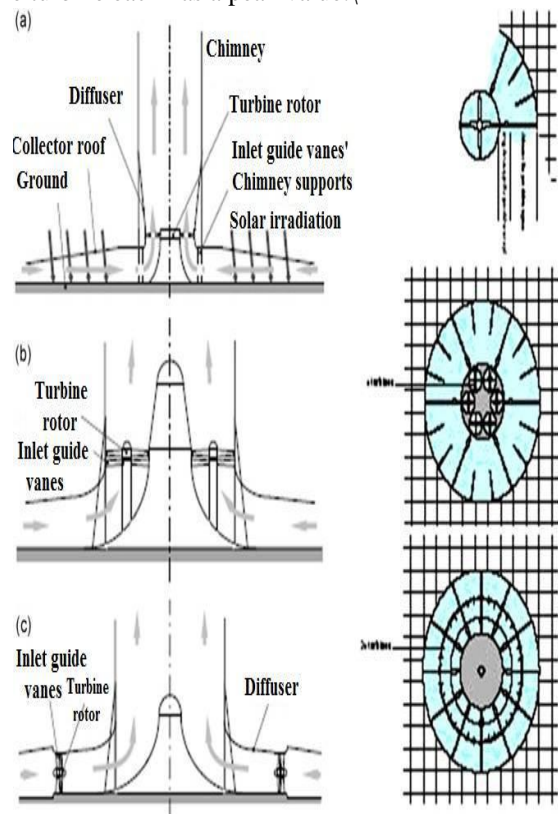 (a)
Chimney
Diffuser
Turbine rotor
Collector roof
Inlet guide vanes'
Ground
Chimney supports
Solar irradiation
(b)
Turbine
rotor
Inlet guide
vanes
(c)
Inlet guide
vanes Turbine
rotor
Diffuser